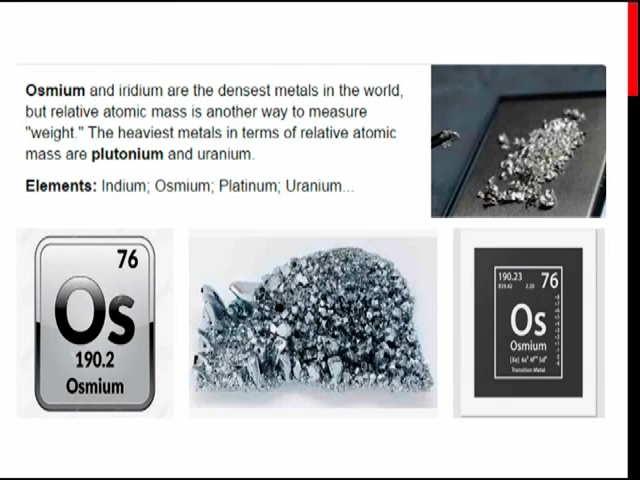 Osmium and iridium are the densest metals in the world,
but relative atomic mass is another way to measure
"weight." The heaviest metals in terms of relative atomic
mass are plutonium and uranium.
Elements: Indium; Osmium; Platinum; Uranium...
76
Os
190.2
Osmium
190.23 76
Os
Osmium
Transition Metal